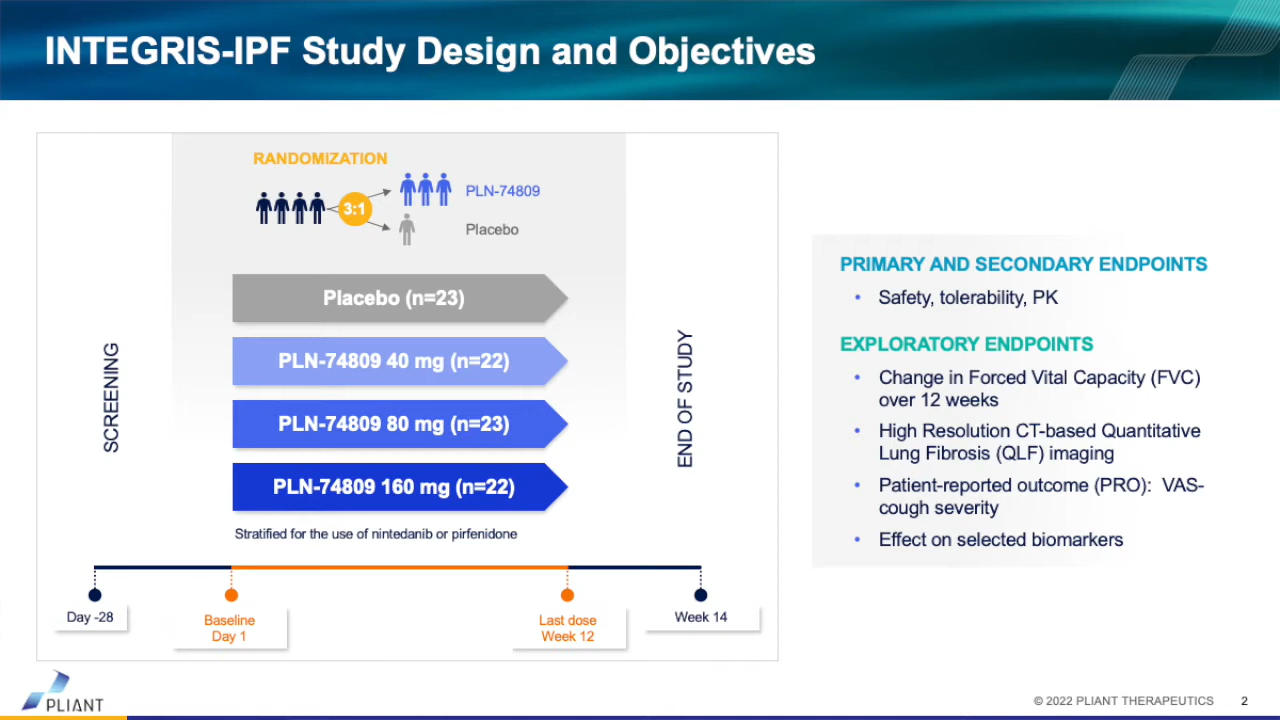 INTEGRIS-IPF Study Design and Objectives
RANDOMIZATION
3:1
PLN-74809
Placebo
Placebo (n=23)
PLN-74809 40 mg (n=22)
PLN-74809 80 mg (n=23)
PLN-74809 160 mg (n=22)
SCREENING
END OF STUDY
Stratified for the use of nintedanib or pirfenidone
Day -28
Baseline
Day 1
Last dose
Week 12
Week 14
PRIMARY AND SECONDARY ENDPOINTS
• Safety, tolerability, PK
EXPLORATORY ENDPOINTS
• Change in Forced Vital Capacity (FVC)
over 12 weeks
• High Resolution CT-based Quantitative
Lung Fibrosis (QLF) imaging
• Patient-reported outcome (PRO):  VAS-
cough severity
• Effect on selected biomarkers
PLIANT
© 2022 PLIANT THERAPEUTICS
2